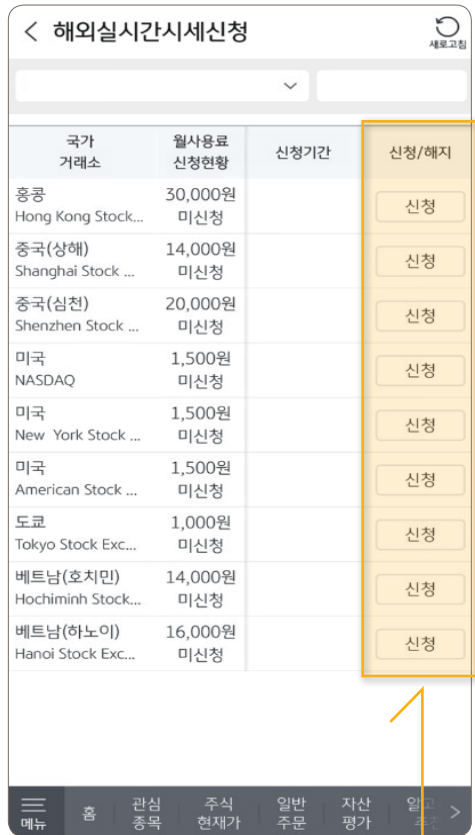 해외실시간시세신청
새로고침
국가
거래소
월사용료
신청현황
신청기간
신청/해지
홍콩
30,000원
Hong Kong Stock...
미신청
신청
중국(상해)
14,000원
Shanghai Stock ...
미신청
신청
중국(심천)
20,000원
Shenzhen Stock ...
미신청
신청
미국
1,500원
NASDAQ
미신청
신청
미국
1,500원
New York Stock ...
미신청
신청
미국
1,500원
American Stock ...
미신청
신청
도쿄
1,000원
Tokyo Stock Exc...
미신청
신청
베트남(호치민)
14,000원
Hochiminh Stock...
미신청
신청
베트남(하노이)
16,000원
Hanoi Stock Exc...
미신청
신청
메뉴
홈
관심
종목
주식
현재가
일반
주문
자산
평가